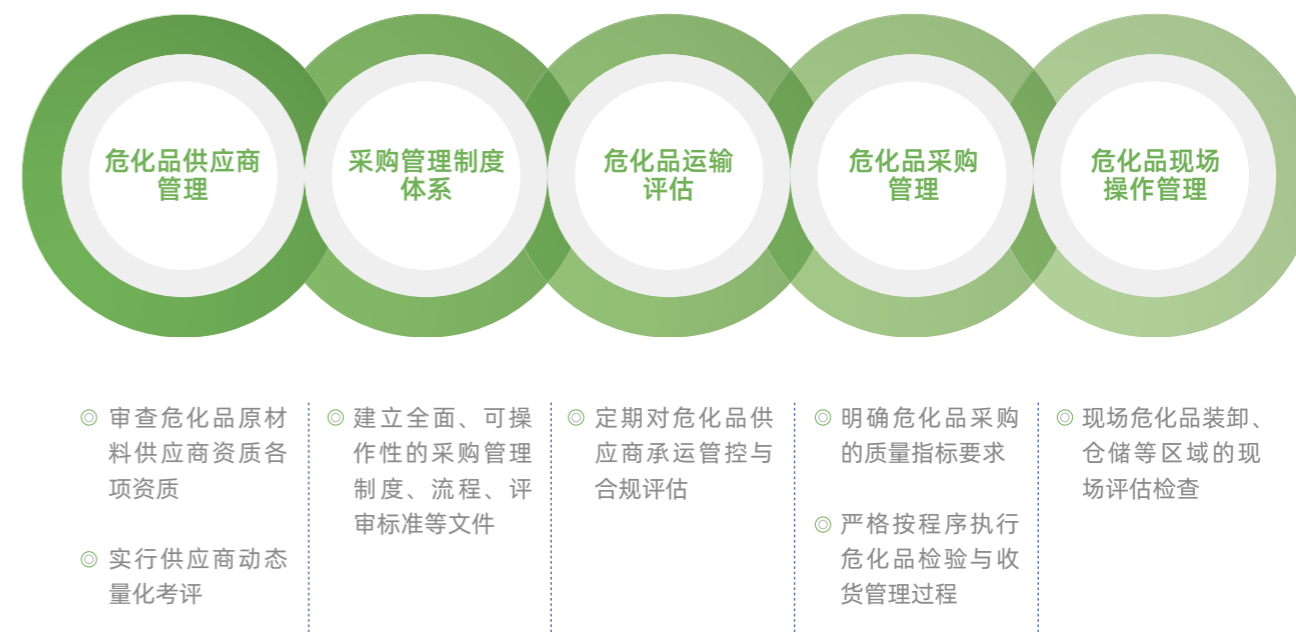 危化品供应商
管理
采购管理制度
体系
危化品运输
评估
危化品采购
管理
危化品现场
操作管理
审查危化品原材
料供应商资质各
项资质
实行供应商动态
量化考评
建立全面、可操
作性的采购管理
制度、流程、评
审标准等文件
定期对危化品供
应商承运管控与
合规评估
明确危化品采购
的质量指标要求
严格按程序执行
危化品检验与收
货管理过程
现场危化品装卸、
仓储等区域的现
场评估检查